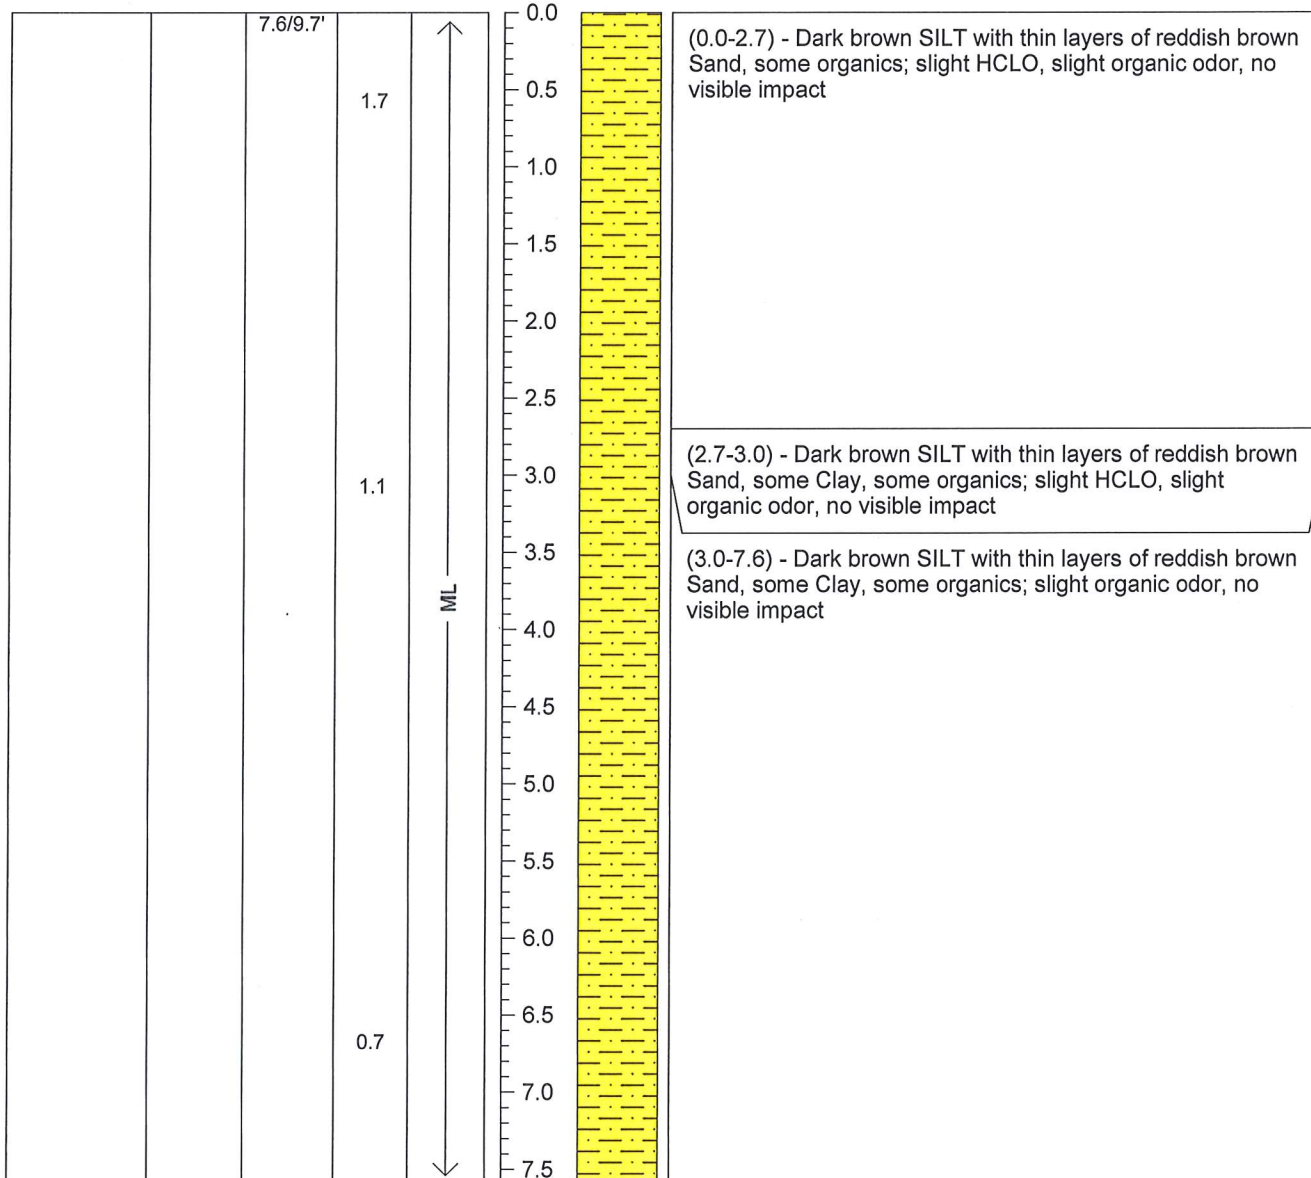 7.6/9.7'
1.7
1.1
0.7
ML
0.0
0.5
1.0
1.5
2.0
2.5
3.0
3.5
4.0
4.5
5.0
5.5
6.0
6.5
7.0
7.5
(0.0-2.7) - Dark brown SILT with thin layers of reddish brown
Sand, some organics; slight HCLO, slight organic odor, no
visible impact
(2.7-3.0) - Dark brown SILT with thin layers of reddish brown
Sand, some Clay, some organics; slight HCLO, slight
organic odor, no visible impact
(3.0-7.6) - Dark brown SILT with thin layers of reddish brown
Sand, some Clay, some organics; slight organic odor, no
visible impact